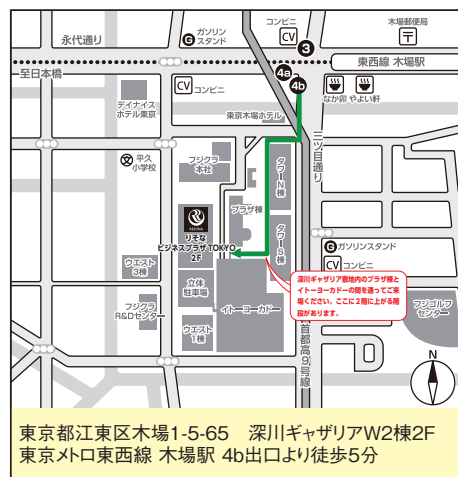 永代通り
ガソリン
スタンド
G
コンビニ
CV
3
木場郵便局
〒
至日本橋
東西線 木場駅
4a
4b
CV コンビニ
デイナイス
ホテル東京
東京木場ホテル
なか卯
やよい軒
三ツ目通り
文 平久
小学校
フジクラ
本社
タワーN棟
プラザ棟
RESONA
りそな
ビジネスプラザ TOKYO
2F
タワーS棟
G ガソリンスタンド
CV コンビニ
ウエスト
3棟
立体
駐車場
イトーヨーカドー
深川ギャザリア敷地内のプラザ棟と
イトーヨーカドーの間を通ってご来
場ください。ここに2階に上がる階
段があります。
フジクラ
R&Dセンター
ウエスト
1棟
首都高9号線
フジゴルフ
センター
N
東京都江東区木場1-5-65 深川ギャザリアW2棟2F
東京メトロ東西線 木場駅 4b出口より徒歩5分